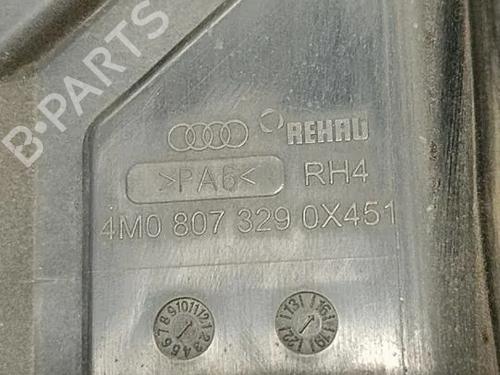 B-PARTS
REHAU
>PA6< RH4
4M0 807 329 0X451